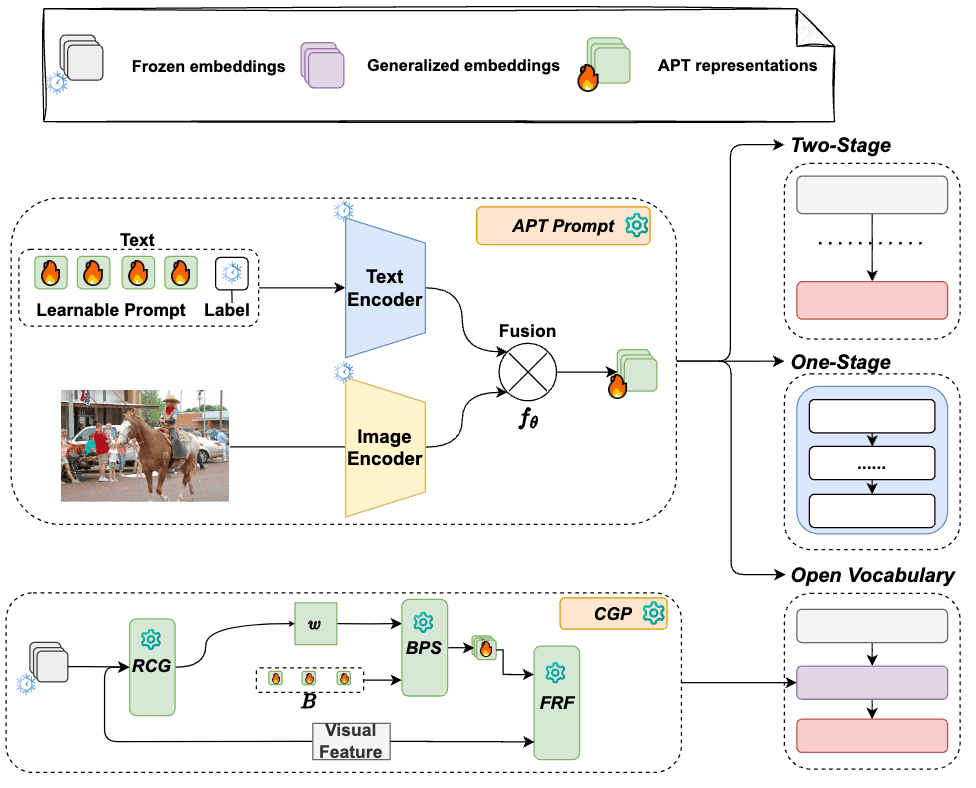 Frozen embeddings
Generalized embeddings
APT representations
Two-Stage
APT Prompt
Text
Learnable Prompt
Label
Text
Encoder
Fusion
fθ
Image
Encoder
...........
One-Stage
......
Open Vocabulary
CGP
RCG
w
BPS
B
FRF
Visual
Feature